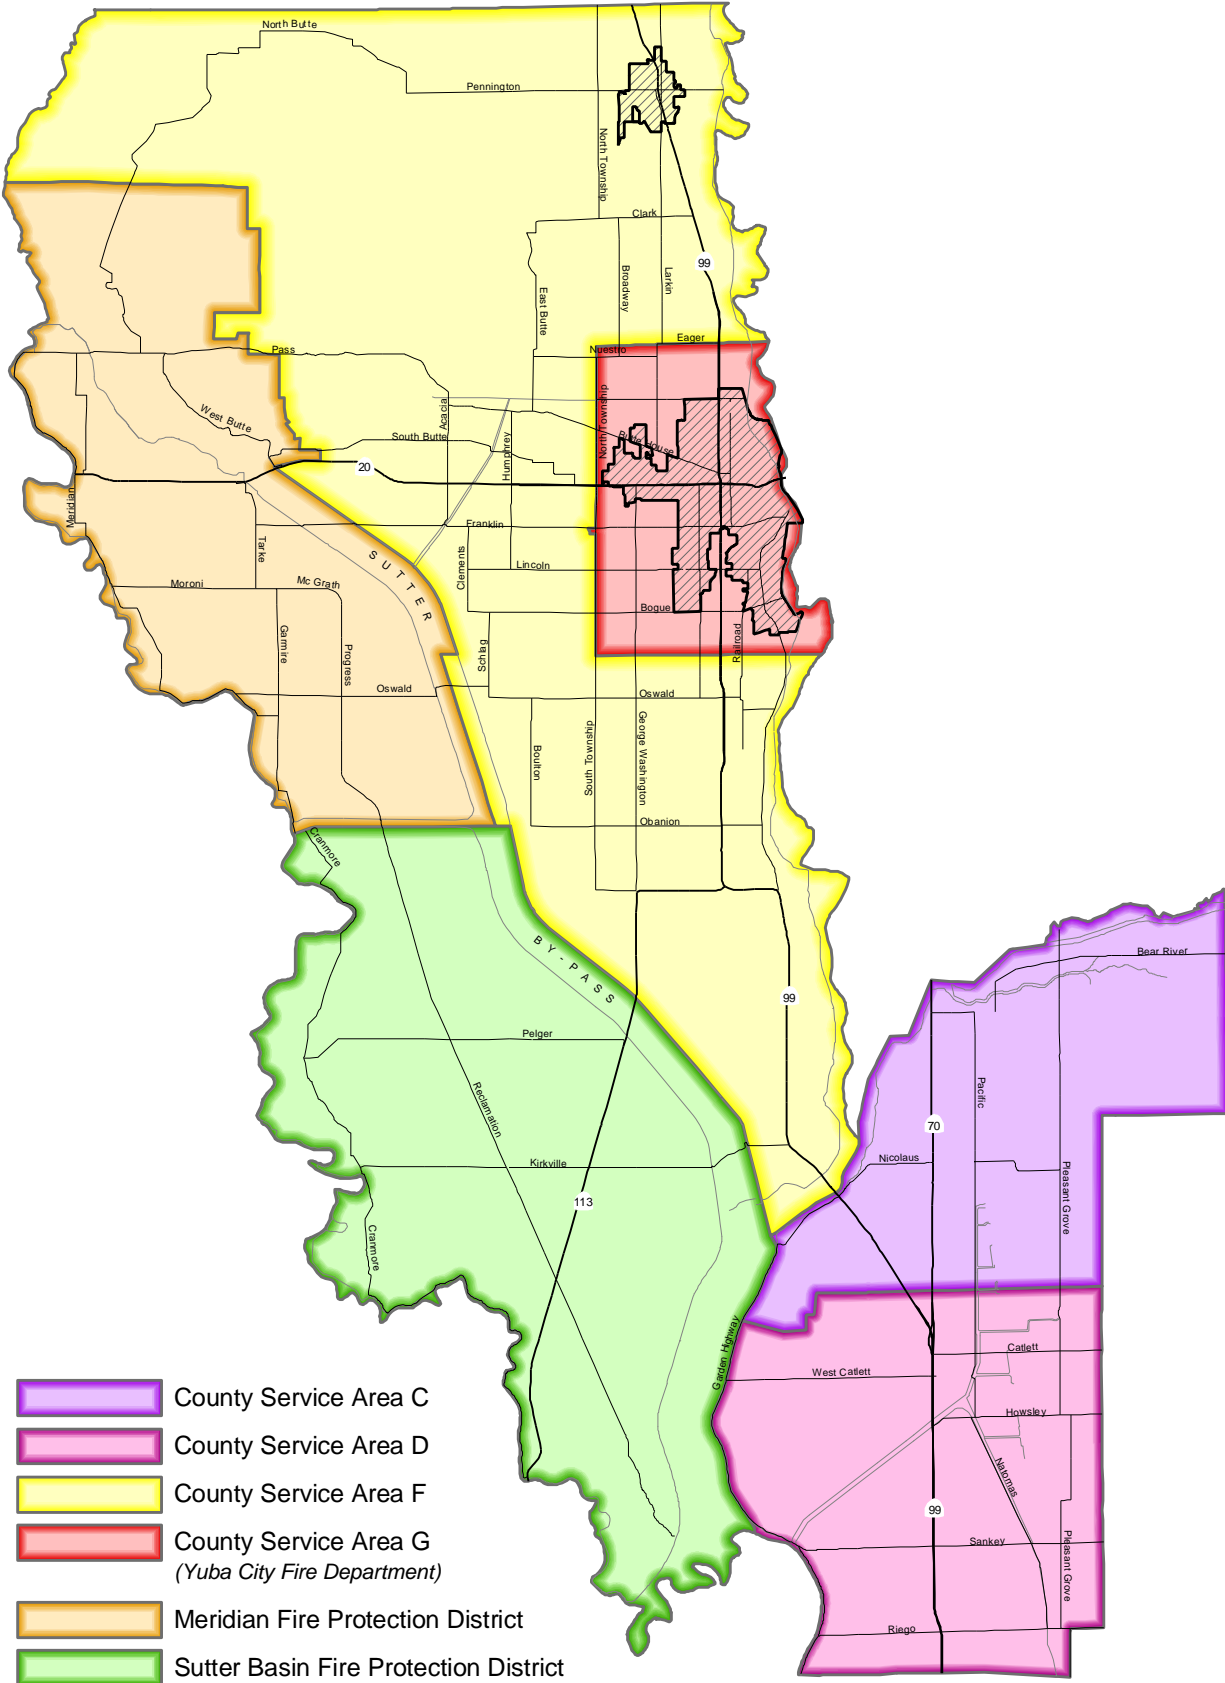 North Butte
Pennington
North Township
Clark
99
Broadway
Larkin
East Butte
Eager
Nuestro
Pass
North Township
Acacia
West Butte
South Butte
Humphrey
Butte House
20
Meridian
Franklin
Tarke
SUTTER
Clements
Lincoln
Moroni
Mc Grath
Bogue
Garmire
Progress
Schlag
Railroad
Oswald
Oswald
Boulton
South Township
George Washington
Obanion
Cranmore
BY-PASS
Bear River
99
Pelger
Reclamation
Pacific
70
Nicolaus
Kirkville
Pleasant Grove
113
Cranmore
Garden Highway
Catlett
West Catlett
Howsley
Natomas
99
Sankey
Pleasant Grove
Riego
County Service Area C
County Service Area D
County Service Area F
County Service Area G
(Yuba City Fire Department)
Meridian Fire Protection District
Sutter Basin Fire Protection District